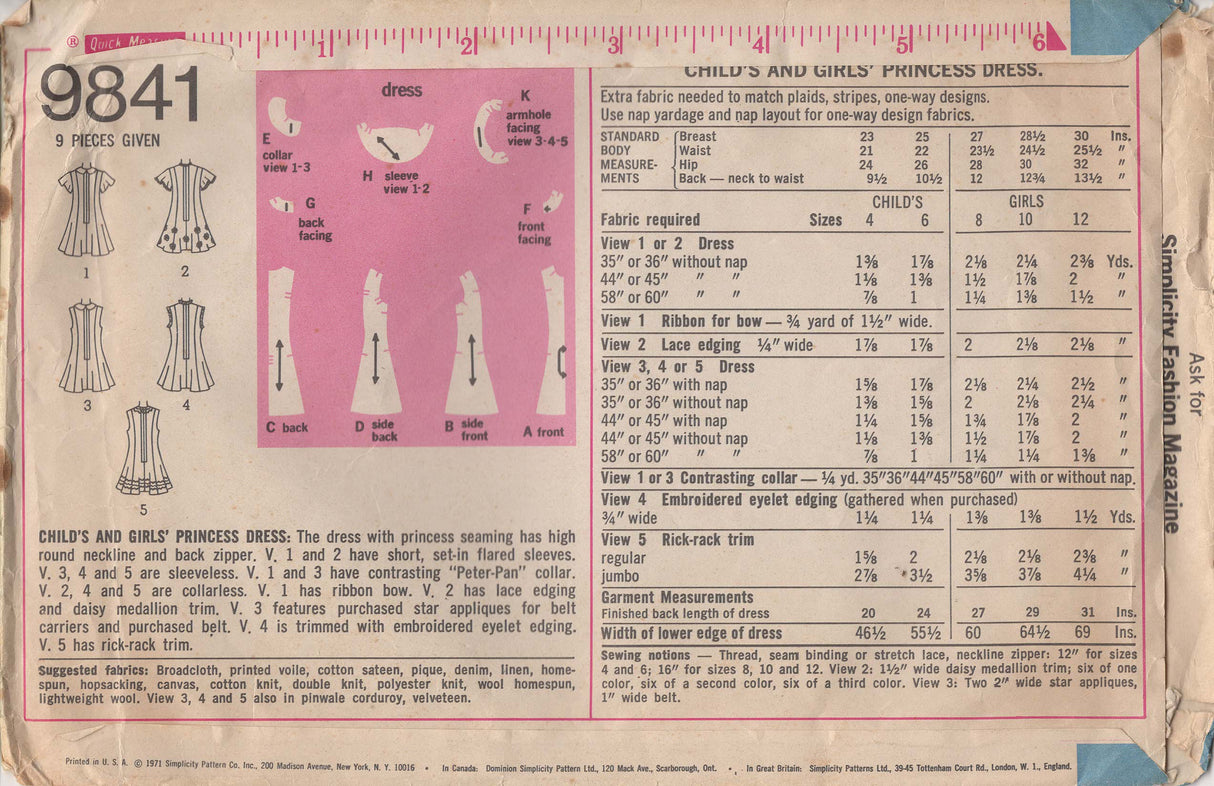 ® Quick
1 2 3 4 5 6
9841
9 PIECES GIVEN
1
2
3
4
5
dress
E
collar
view 1-3
H sleeve
view 1-2
K
armhole
facing
view 3-4-5
G
back
facing
F
front
facing
C back
D side
back
B side
front
A front
CHILD'S AND GIRLS' PRINCESS DRESS: The dress with princess seaming has high
round neckline and back zipper. V. 1 and 2 have short, set-in flared sleeves.
V. 3, 4 and 5 are sleeveless. V. 1 and 3 have contrasting “Peter-Pan” collar.
V. 2, 4 and 5 are collarless. V. 1 has ribbon bow. V. 2 has lace edging
and daisy medallion trim. V. 3 features purchased star appliques for belt
carriers and purchased belt. V. 4 is trimmed with embroidered eyelet edging.
V. 5 has rick-rack trim.
Suggested fabrics: Broadcloth, printed voile, cotton sateen, pique, denim, linen, home-
spun, hopsacking, canvas, cotton knit, double knit, polyester knit, wool homespun,
lightweight wool. View 3, 4 and 5 also in pinwale corduroy, velveteen.
CHILD'S AND GIRLS' PRINCESS DRESS.
Extra fabric needed to match plaids, stripes, one-way designs.
Use nap yardage and nap layout for one-way design fabrics.
STANDARD Breast 23 25 27 28½ 30 Ins.
BODY Waist 21 22 23½ 24½ 25½ "
MEASURE- Hip 24 26 28 30 32 "
MENTS Back — neck to waist 9½ 10½ 12 12¾ 13½ "
CHILD'S GIRLS
Fabric required Sizes 4 6 8 10 12
View 1 or 2 Dress
35" or 36" without nap 1⅜ 1⅞ 2⅛ 2¼ 2⅜ Yds.
44" or 45" " " 1⅛ 1⅜ 1½ 1⅞ 2 "
58" or 60" " " ⅞ 1 1¼ 1⅜ 1½ "
View 1 Ribbon for bow — ¾ yard of 1½" wide.
View 2 Lace edging ¼" wide 1⅞ 1⅞ 2 2⅛ 2⅛ "
View 3, 4 or 5 Dress
35" or 36" with nap 1⅝ 1⅞ 2⅛ 2¼ 2½ "
35" or 36" without nap 1⅜ 1⅝ 2 2⅛ 2¼ "
44" or 45" with nap 1¼ 1⅝ 1¾ 1⅞ 2 "
44" or 45" without nap 1⅛ 1⅜ 1½ 1⅞ 2 "
58" or 60" " " ⅞ 1 1¼ 1¼ 1⅜ "
View 1 or 3 Contrasting collar — ¼ yd. 35"36"44"45"58"60" with or without nap.
View 4 Embroidered eyelet edging (gathered when purchased)
¾" wide 1¼ 1¼ 1⅜ 1⅜ 1½ Yds.
View 5 Rick-rack trim
regular 1⅝ 2 2⅛ 2⅛ 2⅜ "
jumbo 2⅞ 3½ 3⅝ 3⅞ 4¼ "
Garment Measurements
Finished back length of dress 20 24 27 29 31 Ins.
Width of lower edge of dress 46½ 55½ 60 64½ 69 Ins.
Sewing notions — Thread, seam binding or stretch lace, neckline zipper: 12" for sizes
4 and 6; 16" for sizes 8, 10 and 12. View 2: 1½" wide daisy medallion trim; six of one
color, six of a second color, six of a third color. View 3: Two 2" wide star appliques,
1" wide belt.
Ask for
Simplicity Fashion Magazine
Printed in U. S. A. © 1971 Simplicity Pattern Co. Inc., 200 Madison Avenue, New York, N. Y. 10016 • In Canada: Dominion Simplicity Pattern Ltd., 120 Mack Ave., Scarborough, Ont. • In Great Britain: Simplicity Patterns Ltd., 39-45 Tottenham Court Rd., London, W. 1., England.